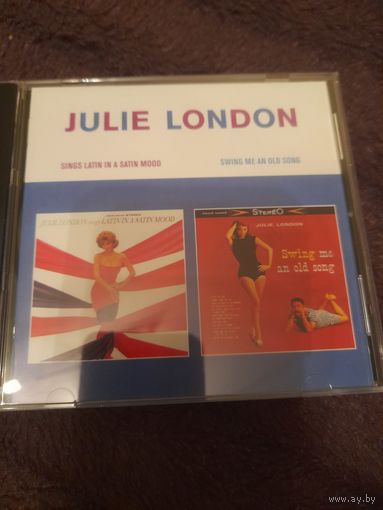 JULIE LONDON
SINGS LATIN IN A SATIN MOOD
SWING ME AN OLD SONG
JULIE LONDON sings LATIN IN A SATIN MOOD
STEREO
JULIE LONDON
Swing me
an old song
www.ay.by